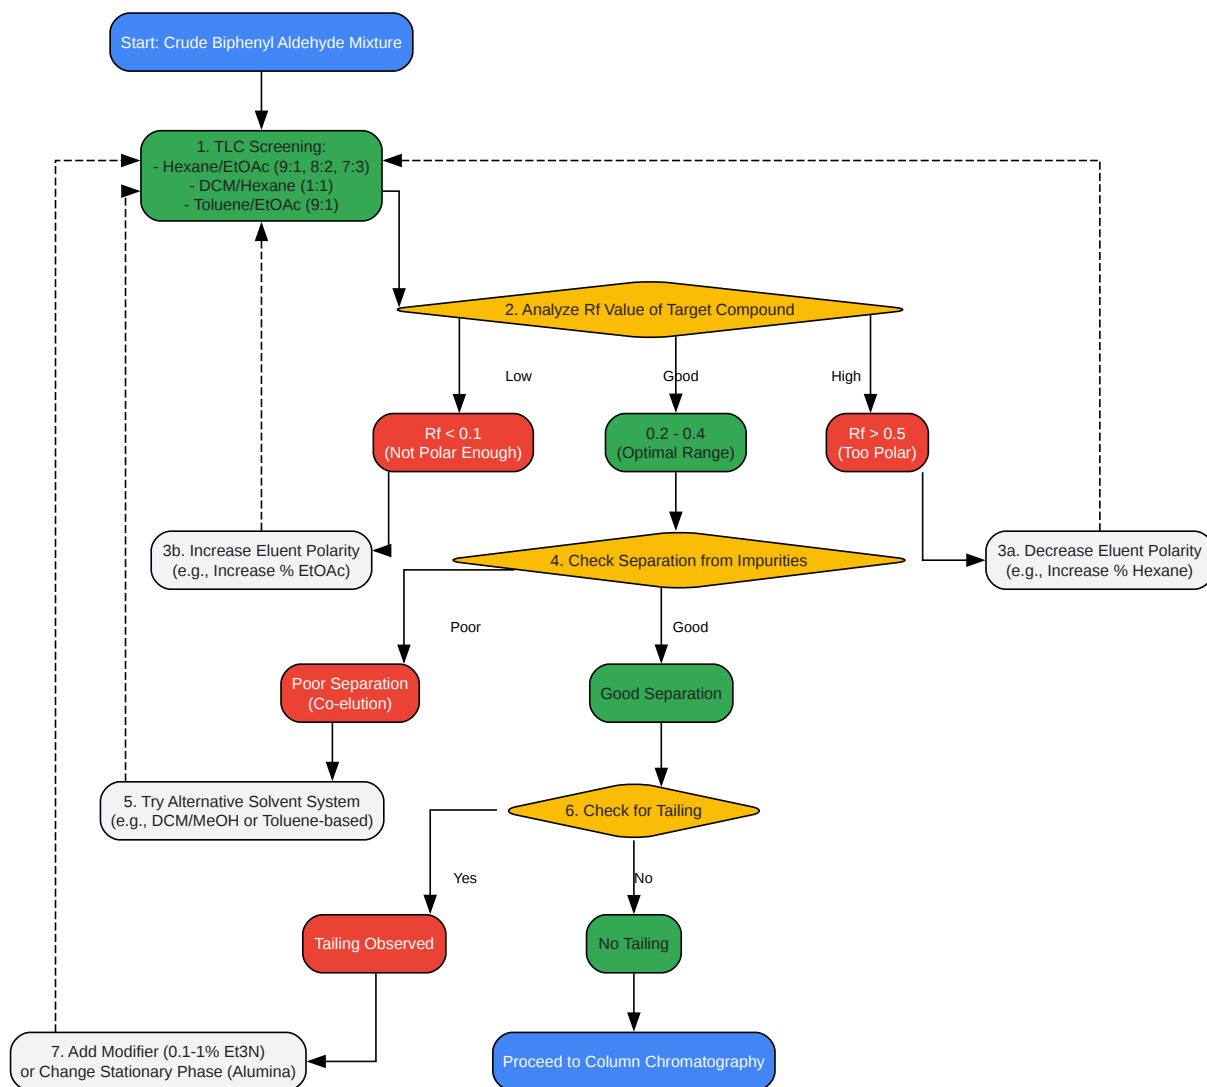 Start: Crude Biphenyl Aldehyde Mixture
1. TLC Screening:
- Hexane/EtOAc (9:1, 8:2, 7:3)
- DCM/Hexane (1:1)
- Toluene/EtOAc (9:1)
2. Analyze Rf Value of Target Compound
Low
Good
High
Rf < 0.1
(Not Polar Enough)
0.2 - 0.4
(Optimal Range)
Rf > 0.5
(Too Polar)
3b. Increase Eluent Polarity
(e.g., Increase % EtOAc)
4. Check Separation from Impurities
3a. Decrease Eluent Polarity
(e.g., Increase % Hexane)
Poor
Good
Poor Separation
(Co-elution)
Good Separation
5. Try Alternative Solvent System
(e.g., DCM/MeOH or Toluene-based)
6. Check for Tailing
Yes
No
Tailing Observed
No Tailing
7. Add Modifier (0.1-1% Et3N)
or Change Stationary Phase (Alumina)
Proceed to Column Chromatography